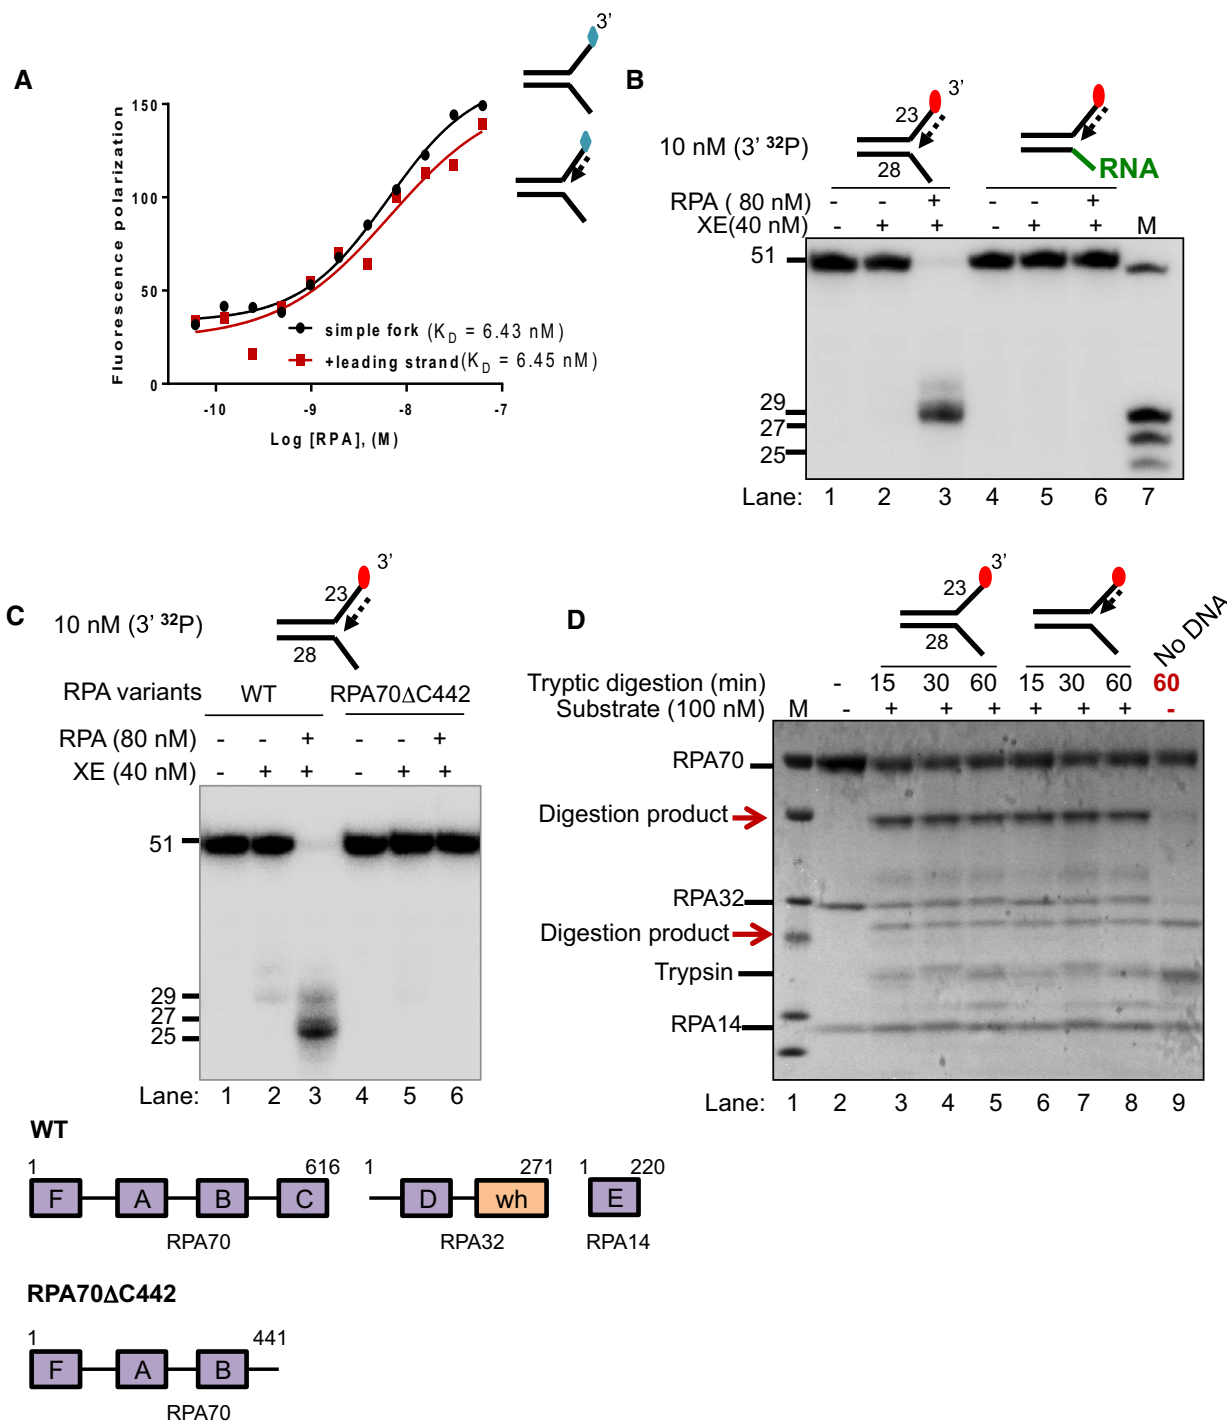 A
3'
Fluorescence polarization
150
100
50
0
-10
-9
-8
-7
simple fork (KD = 6.43 nM)
+leading strand(KD = 6.45 nM)
Log [RPA], (M)
B
3'
23
28
RNA
10 nM (3' 32P)
RPA ( 80 nM) - - + - - +
XE(40 nM) - + + - + + M
51
29
27
25
Lane: 1 2 3 4 5 6 7
C
3'
23
28
10 nM (3' 32P)
RPA variants WT RPA70ΔC442
RPA (80 nM) - - + - - +
XE (40 nM) - + + - + +
51
29
27
25
Lane: 1 2 3 4 5 6
D
3'
23
28
No DNA
Tryptic digestion (min) - 15 30 60 15 30 60 60
Substrate (100 nM) M - + + + + + + -
RPA70
Digestion product
RPA32
Digestion product
Trypsin
RPA14
Lane: 1 2 3 4 5 6 7 8 9
WT
1 616 1 271 1 220
F A B C D wh E
RPA70 RPA32 RPA14
RPA70ΔC442
1 441
F A B
RPA70